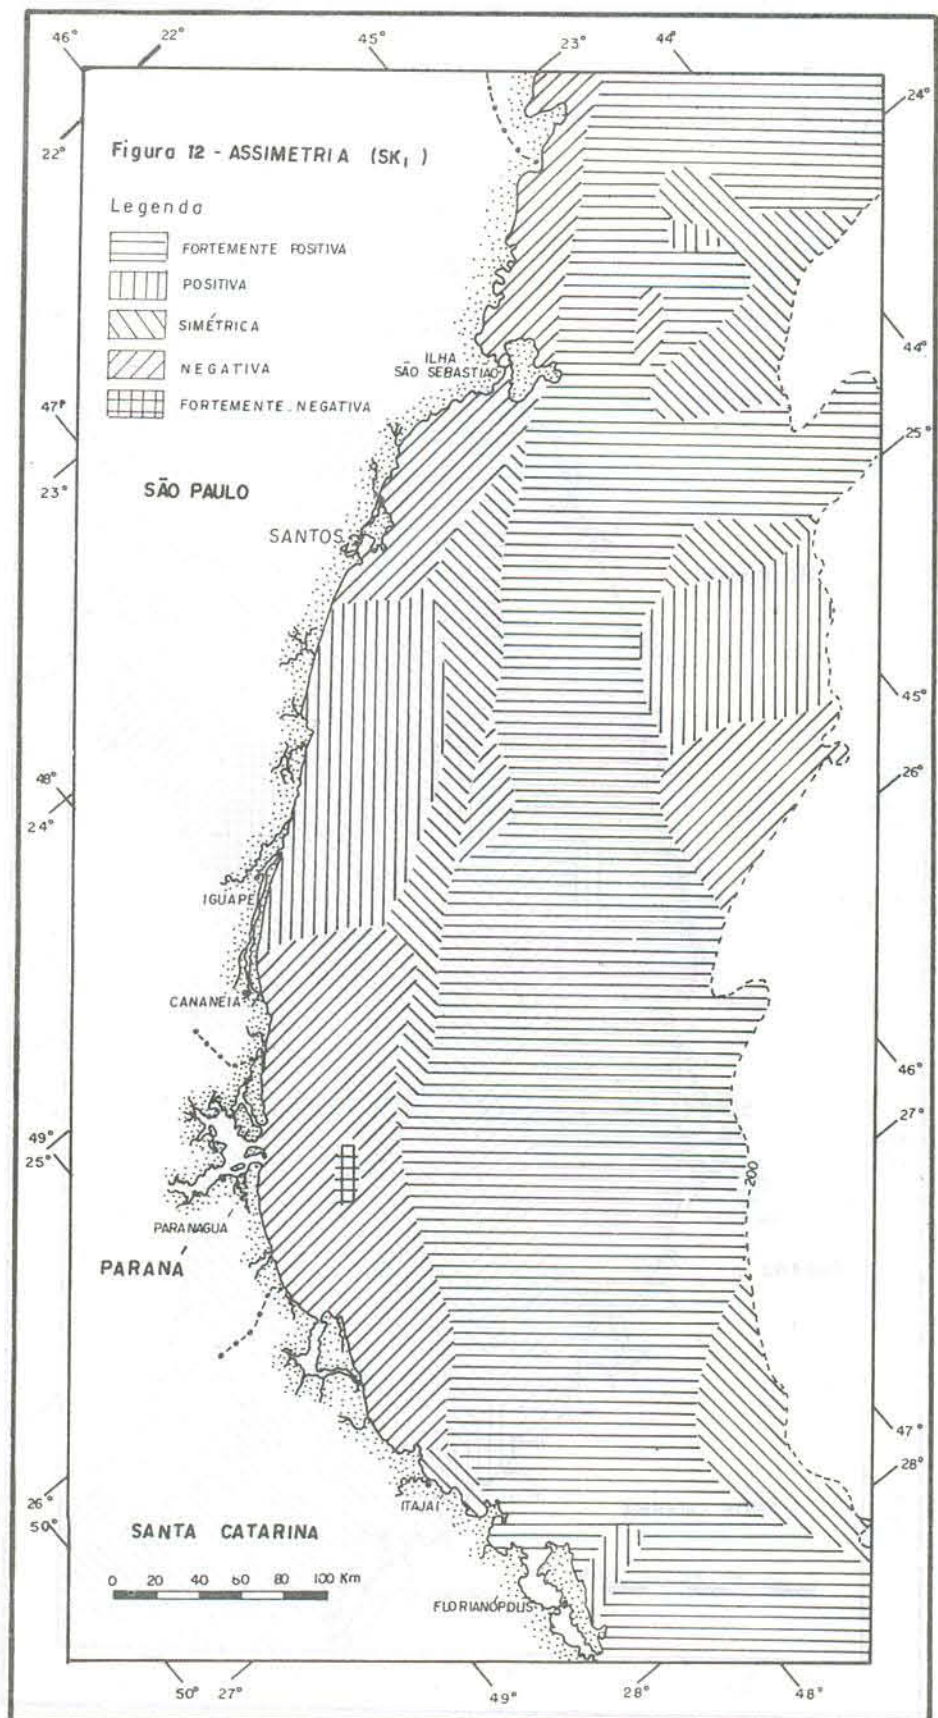 46° 22° 45° 23° 44°
24°
22°
Figura 12 - ASSIMETRIA (SK₁)
Legenda
FORTEMENTE POSITIVA
POSITIVA
SIMÉTRICA
NEGATIVA
FORTEMENTE NEGATIVA
44°
ILHA
SÃO SEBASTIAO
47°
25°
23°
SÃO PAULO
SANTOS
45°
48°
26°
24°
IGUAPE
CANANEIA
46°
27°
49°
25°
200
PARANAGUA
PARANA
47°
28°
26°
50°
ITAJAI
SANTA CATARINA
0 20 40 60 80 100 Km
FLORIANÓPOLIS
50° 27° 49° 28° 48°